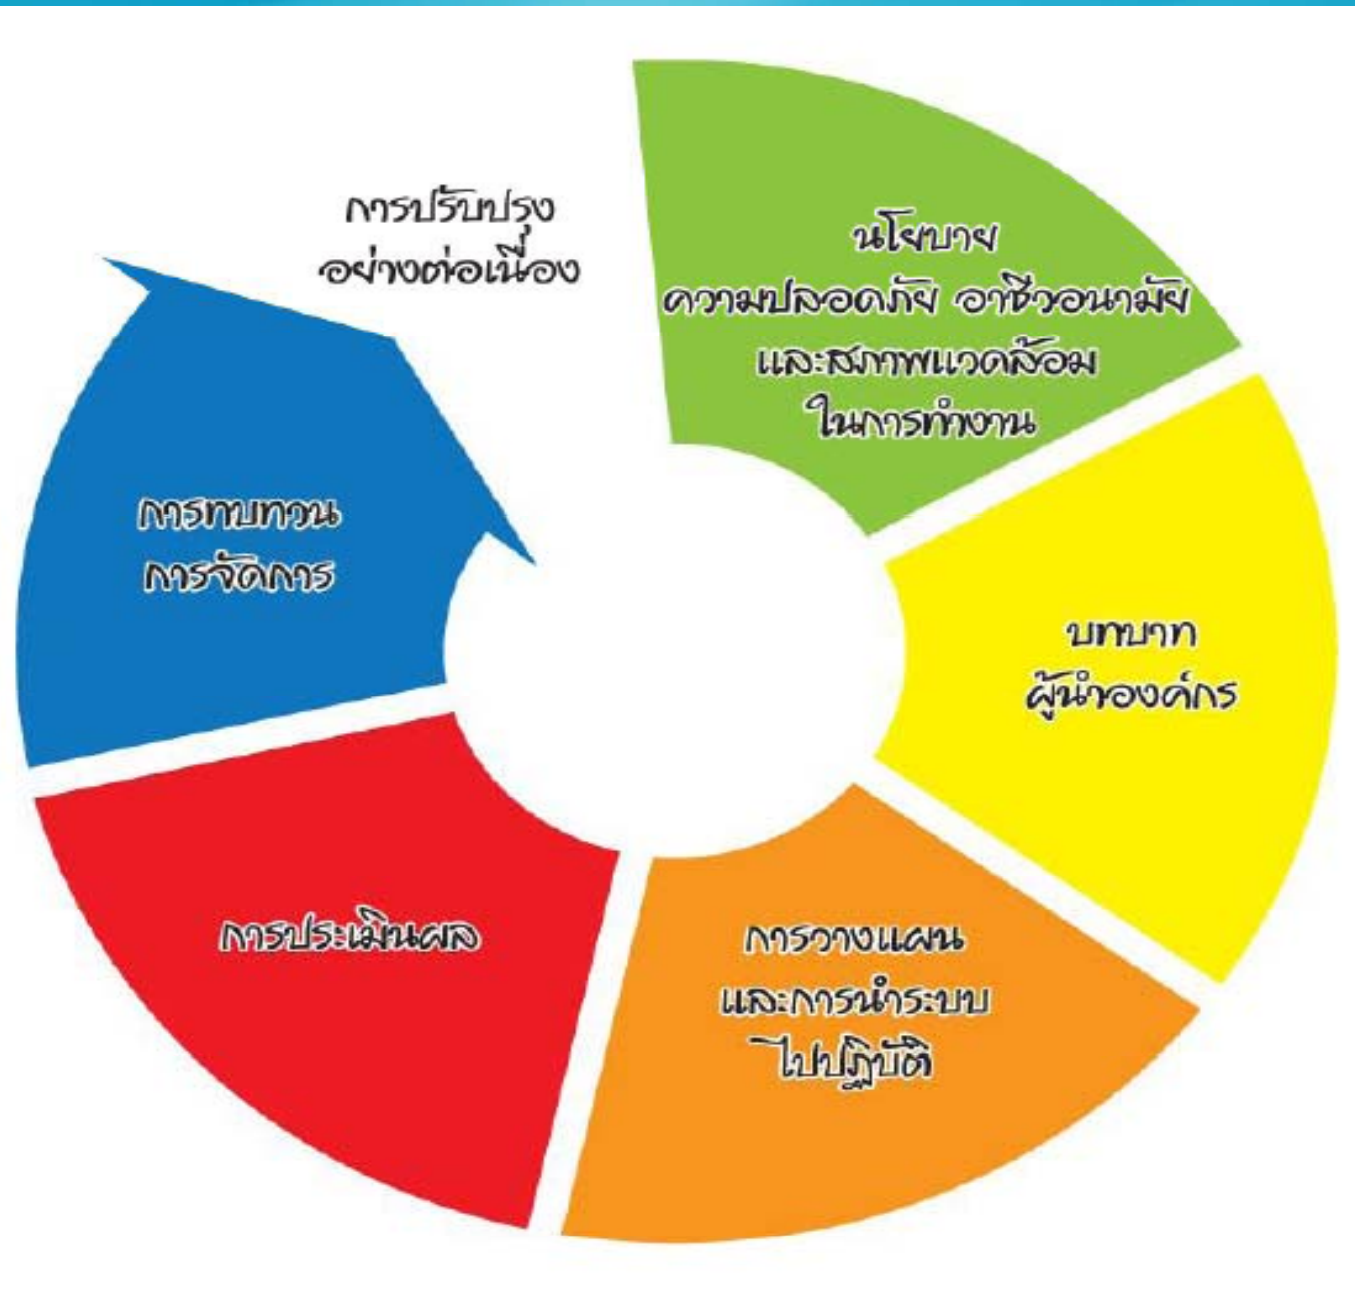 การปรับปรุง
อย่างต่อเนื่อง
นโยบาย
ความปลอดภัย อาชีวอนามัย
และสภาพแวดล้อม
ในการทำงาน
บทบาท
ผู้นำองค์กร
การวางแผน
และการนำระบบ
ไปปฏิบัติ
การประเมินผล
การทบทวน
การจัดการ